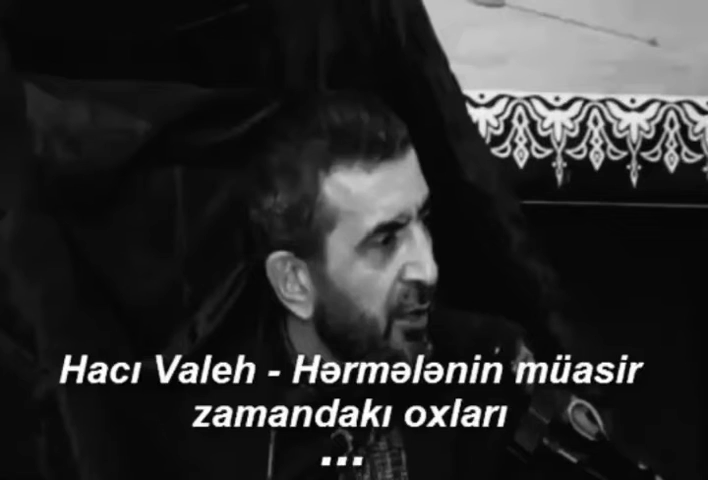 Hacı Valeh - Hərmələnin müasir
zamandakı oxları
...